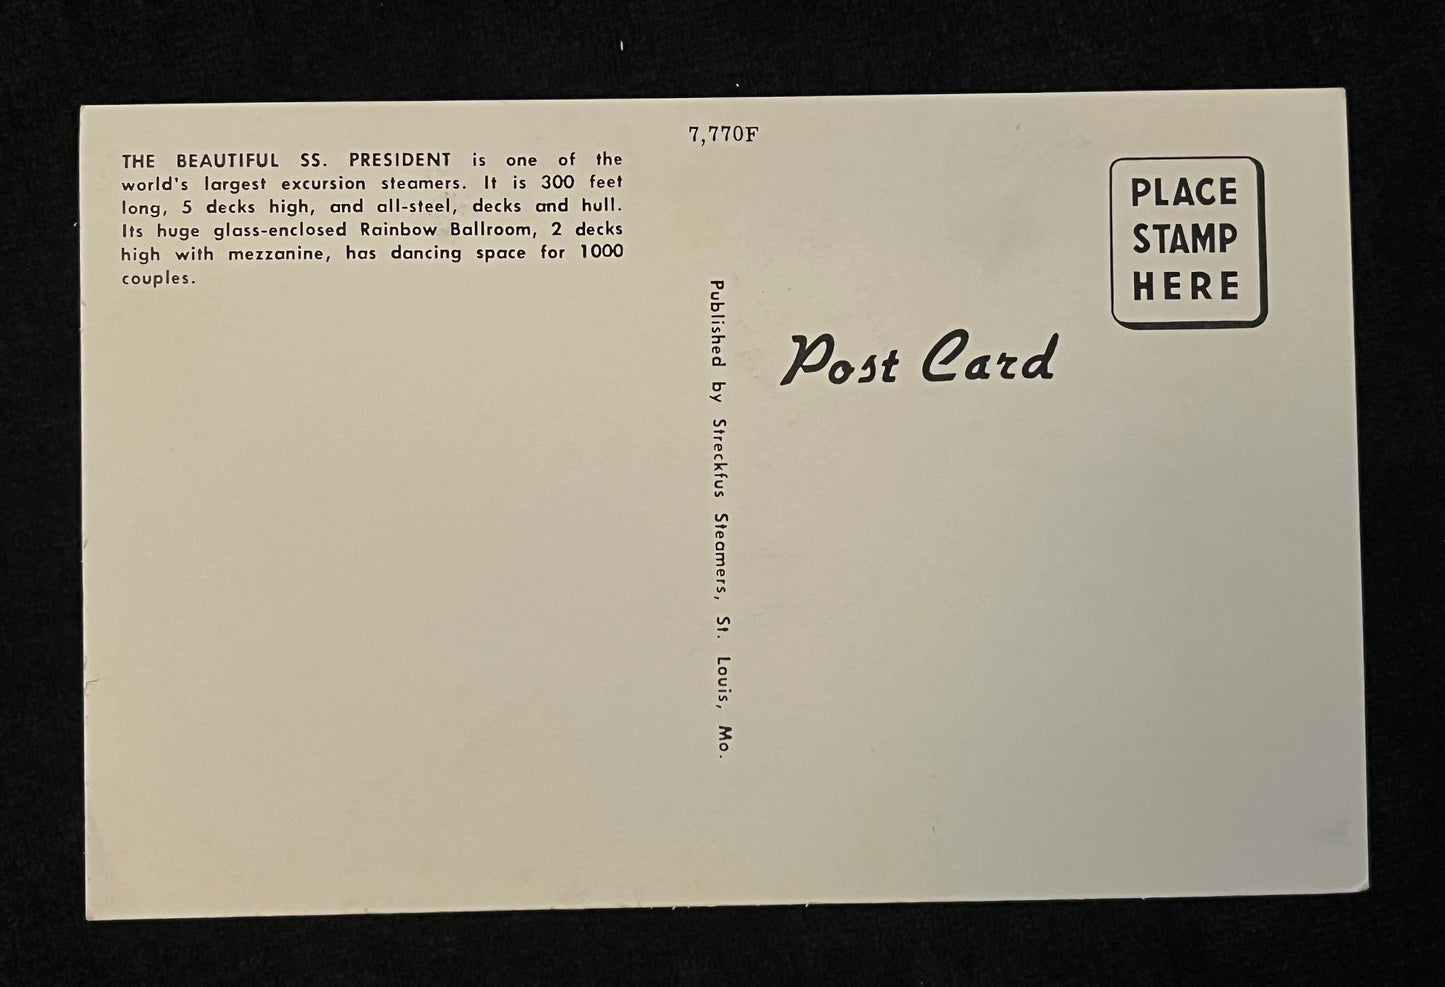 7,770F
THE BEAUTIFUL SS. PRESIDENT is one of the
world's largest excursion steamers. It is 300 feet
long, 5 decks high, and all-steel, decks and hull.
Its huge glass-enclosed Rainbow Ballroom, 2 decks
high with mezzanine, has dancing space for 1000
couples.
Published by Streckfus Steamers, St. Louis, Mo.
PLACE
STAMP
HERE
Post Card